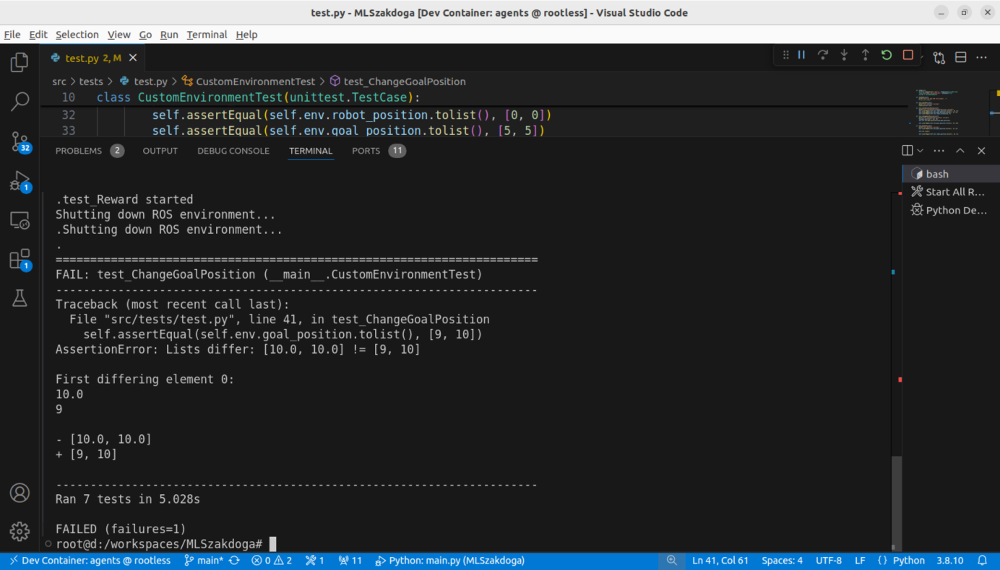 test.py - MLSzakdoga [Dev Container: agents @ rootless] - Visual Studio Code
File Edit Selection View Go Run Terminal Help
test.py 2, M
src > tests > test.py > CustomEnvironmentTest > test_ChangeGoalPosition
10 class CustomEnvironmentTest(unittest.TestCase):
32 self.assertEqual(self.env.robot_position.tolist(), [0, 0])
33 self.assertEqual(self.env.goal_position.tolist(), [5, 5])
PROBLEMS 2 OUTPUT DEBUG CONSOLE TERMINAL PORTS 11
32
1
1
bash
Start All R...
Python De...
.test_Reward started
Shutting down ROS environment...
.Shutting down ROS environment...
.
======================================================================
FAIL: test_ChangeGoalPosition (__main__.CustomEnvironmentTest)
----------------------------------------------------------------------
Traceback (most recent call last):
File "src/tests/test.py", line 41, in test_ChangeGoalPosition
self.assertEqual(self.env.goal_position.tolist(), [9, 10])
AssertionError: Lists differ: [10.0, 10.0] != [9, 10]
First differing element 0:
10.0
9
- [10.0, 10.0]
+ [9, 10]
----------------------------------------------------------------------
Ran 7 tests in 5.028s
FAILED (failures=1)
root@d:/workspaces/MLSzakdoga#
Dev Container: agents @ rootless main* 0 2 1 11 Python: main.py (MLSzakdoga) Ln 41, Col 61 Spaces: 4 UTF-8 LF {} Python 3.8.10